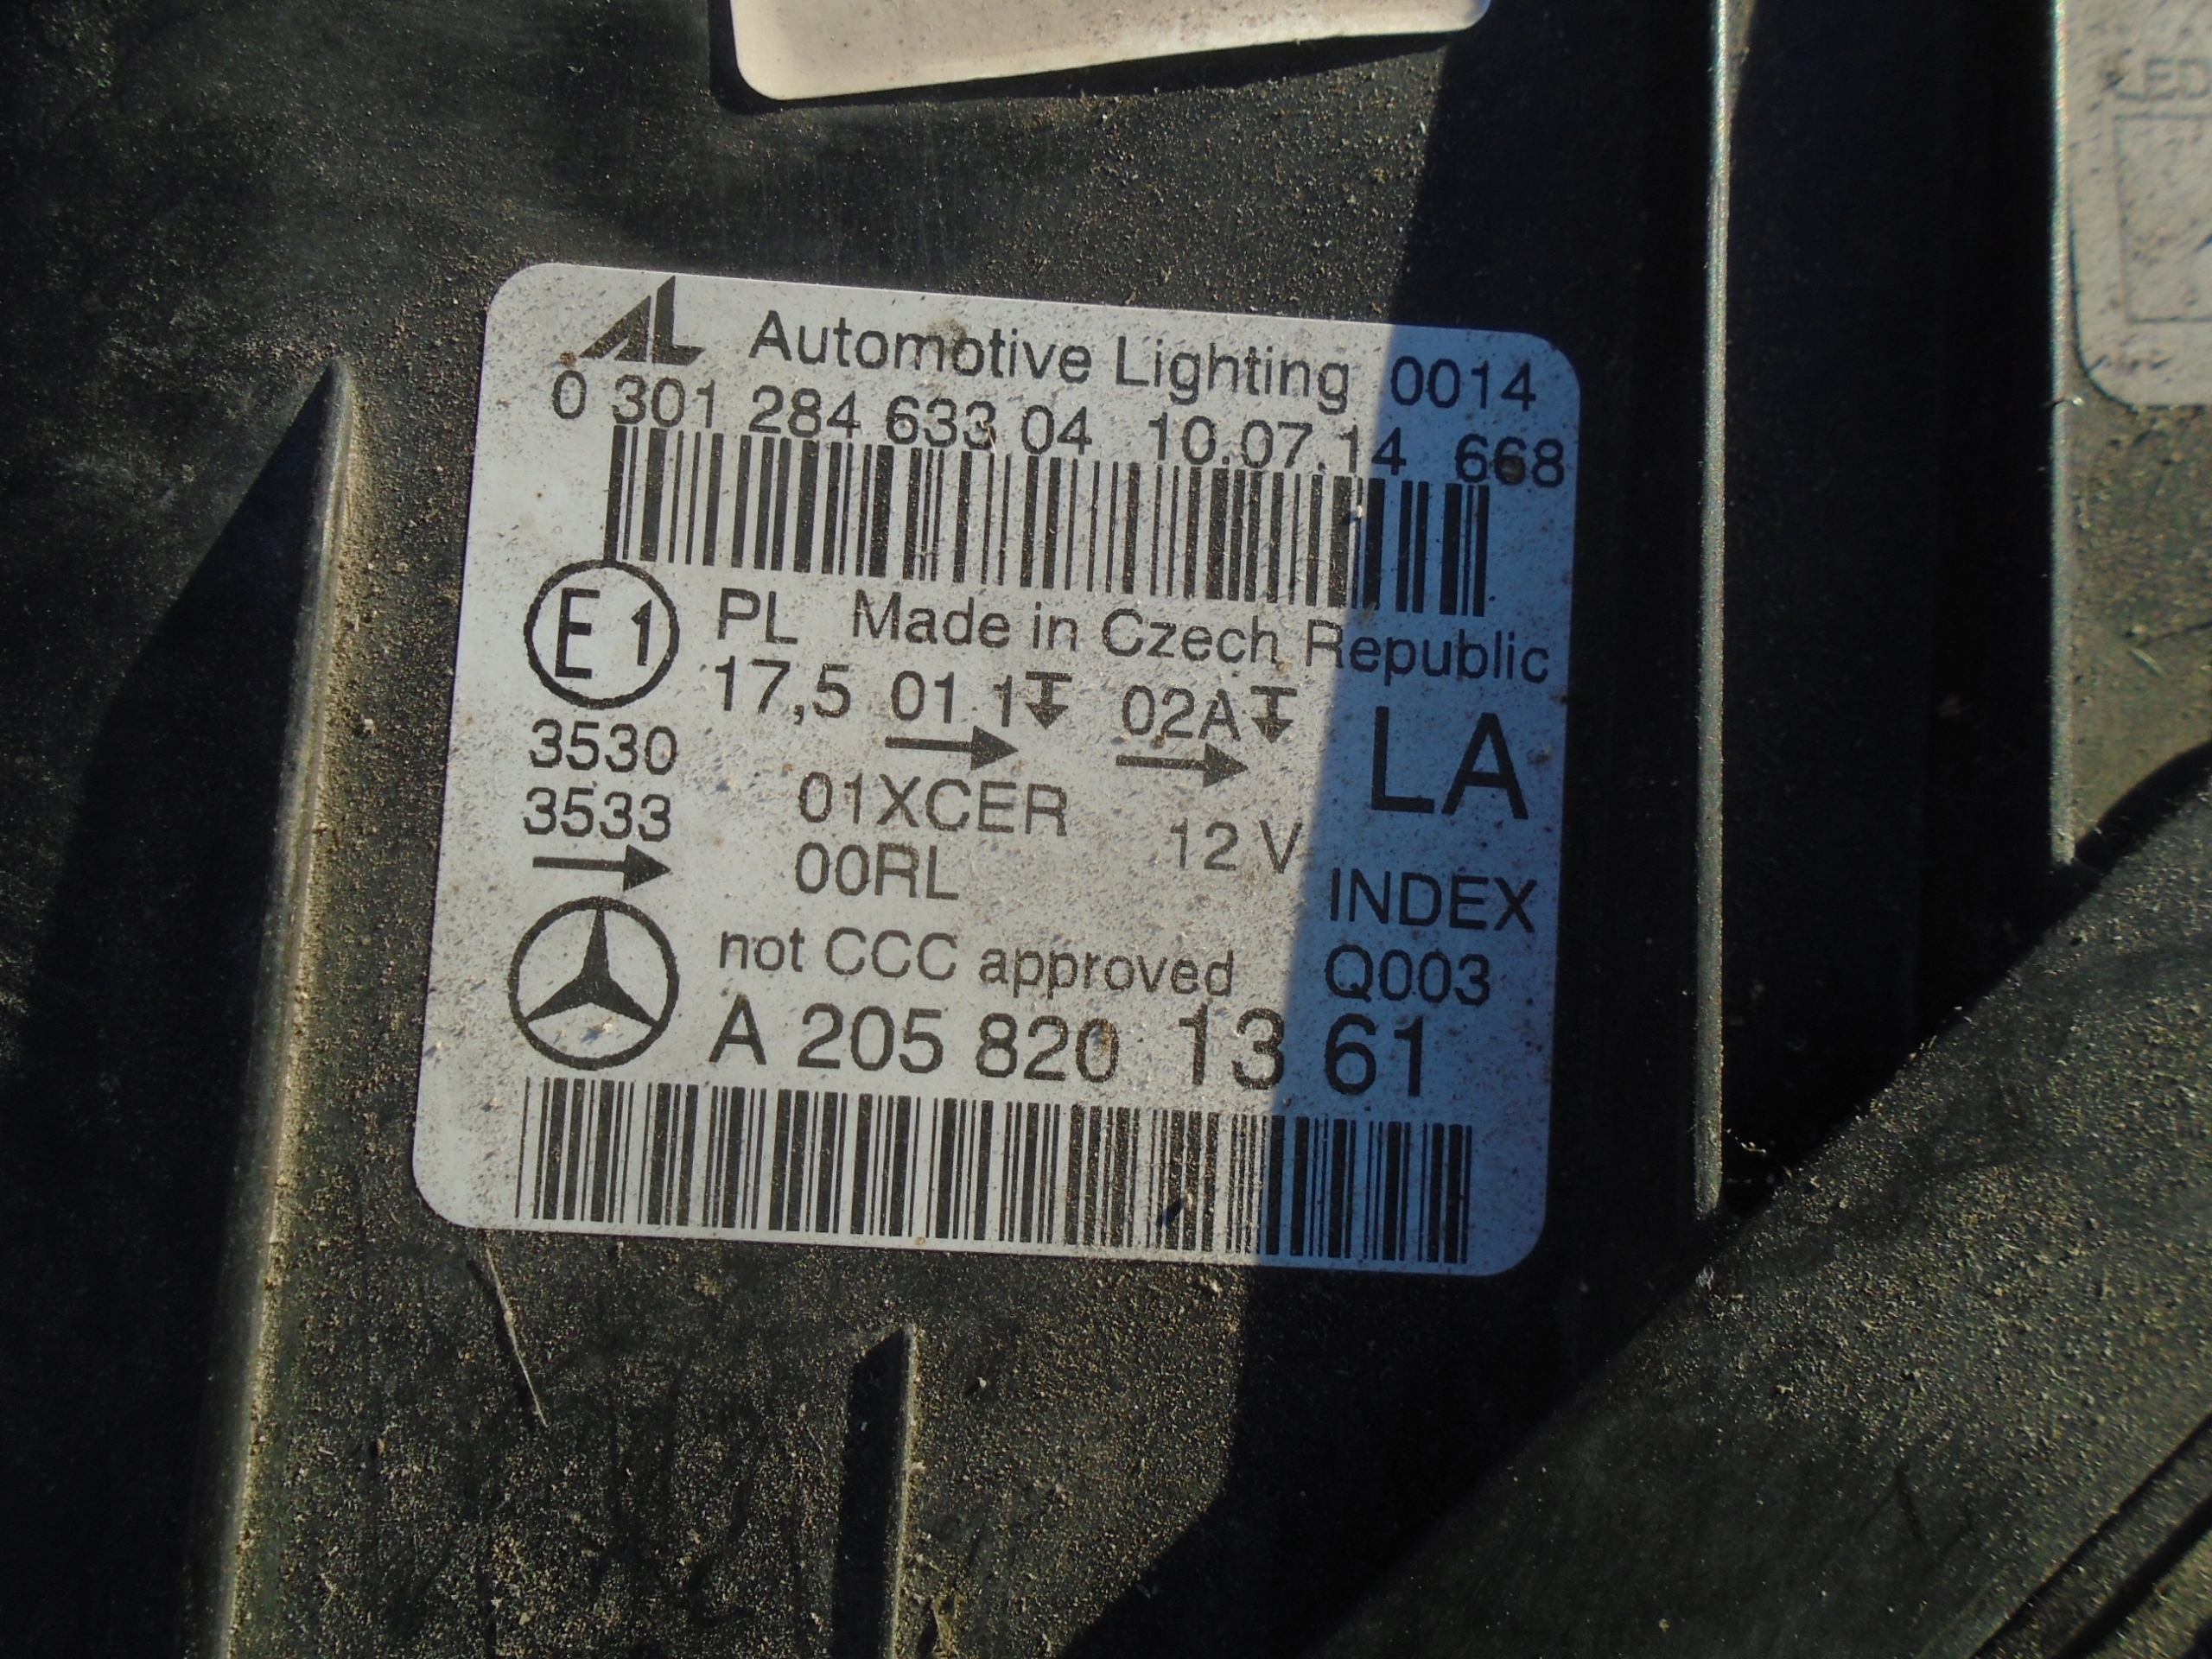 AL Automotive Lighting 0014
0 301 284 633 04 10.07.14 668
E1 PL Made in Czech Republic
17,5 01 1 02A
3530 LA
3533 01XCER 12 V
00RL INDEX
not CCC approved Q003
A 205 820 13 61